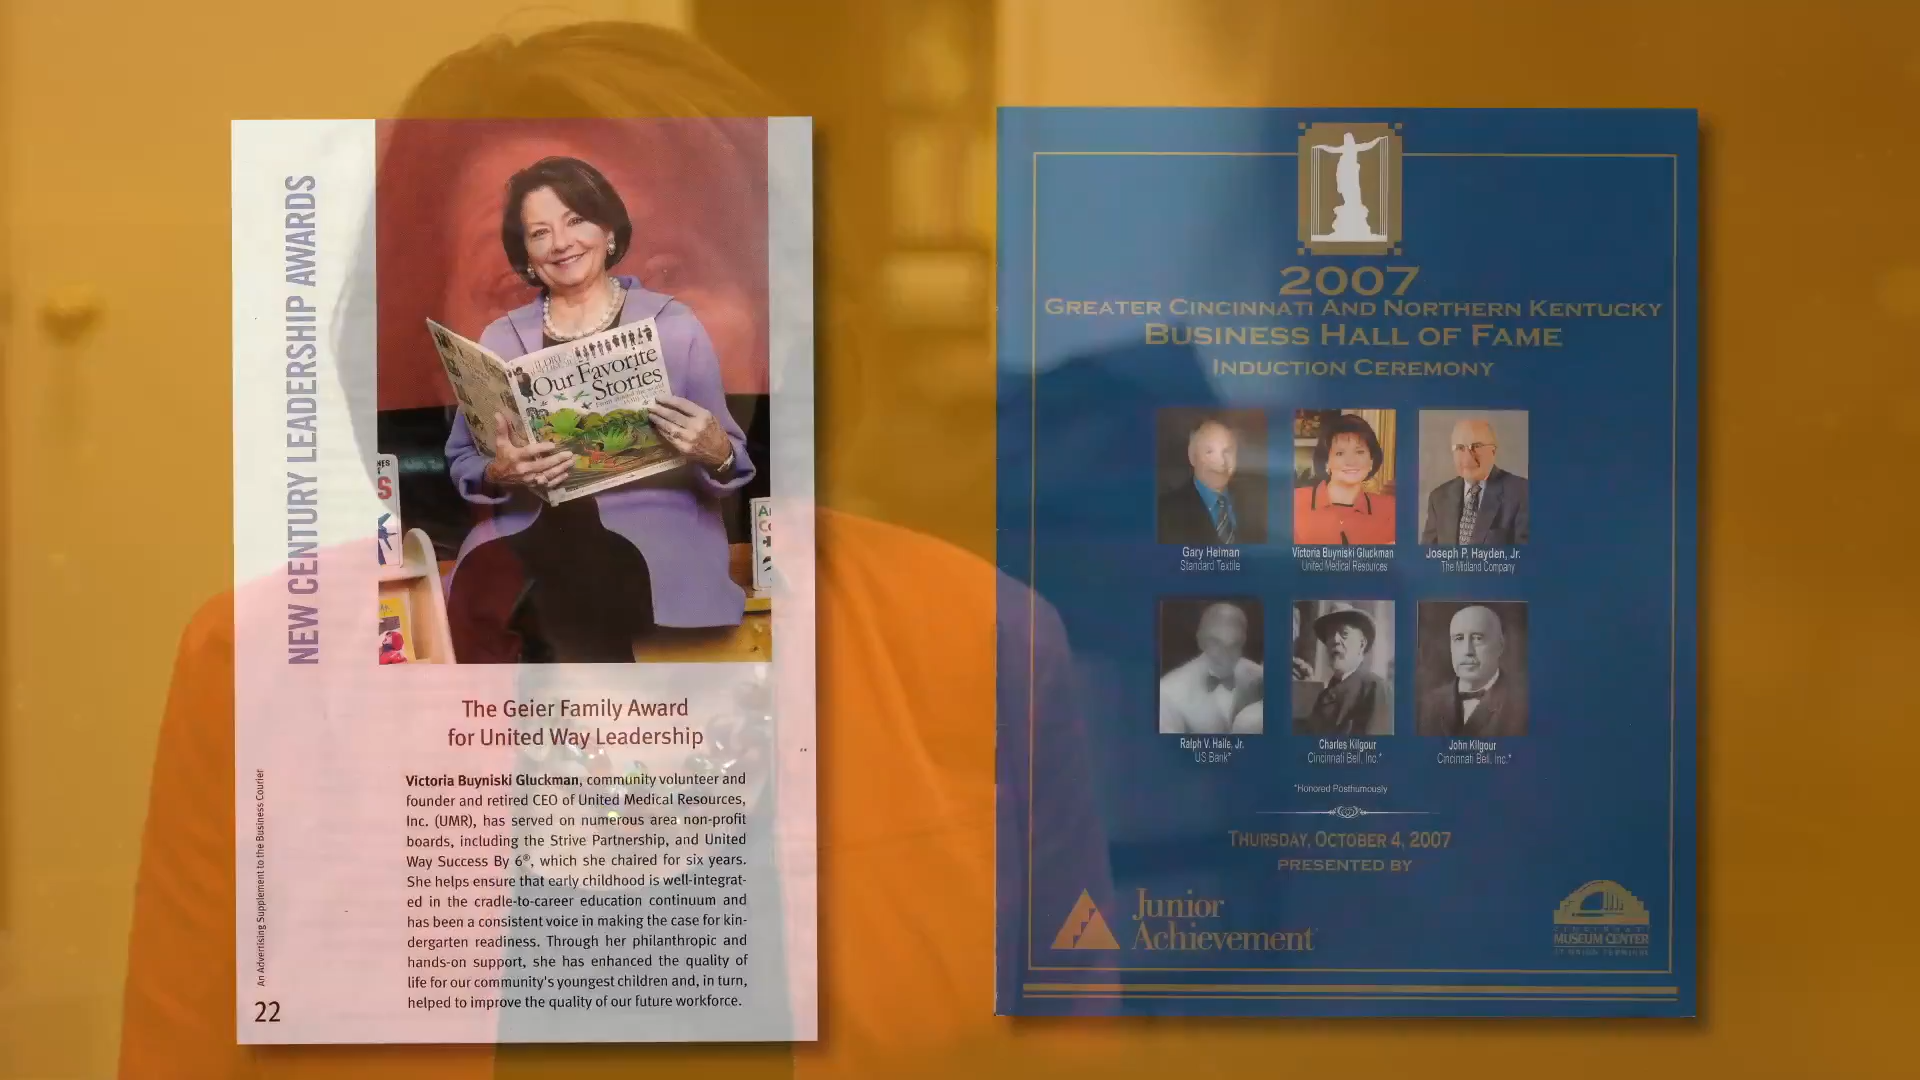 NEW CENTURY LEADERSHIP AWARDS
Our Favorite
Stories
The Geier Family Award
for United Way Leadership
Victoria Buyniski Gluckman, community volunteer and
founder and retired CEO of United Medical Resources,
Inc. (UMR), has served on numerous area non-profit
boards, including the Strive Partnership, and United
Way Success By 6®, which she chaired for six years.
She helps ensure that early childhood is well-integrat-
ed in the cradle-to-career education continuum and
has been a consistent voice in making the case for kin-
dergarten readiness. Through her philanthropic and
hands-on support, she has enhanced the quality of
life for our community's youngest children and, in turn,
helped to improve the quality of our future workforce.
An Advertising Supplement to the Business Courier
22
2007
GREATER CINCINNATI AND NORTHERN KENTUCKY
BUSINESS HALL OF FAME
INDUCTION CEREMONY
Gary Heiman
Standard Textile
Victoria Buyniski Gluckman
United Medical Resources
Joseph P. Hayden, Jr.
The Midland Company
Ralph V. Haile, Jr.
US Bank*
Charles Kilgour
Cincinnati Bell, Inc.*
John Kilgour
Cincinnati Bell, Inc.*
*Honored Posthumously
THURSDAY, OCTOBER 4, 2007
PRESENTED BY
Junior
Achievement
CINCINNATI
MUSEUM CENTER
AT UNION TERMINAL